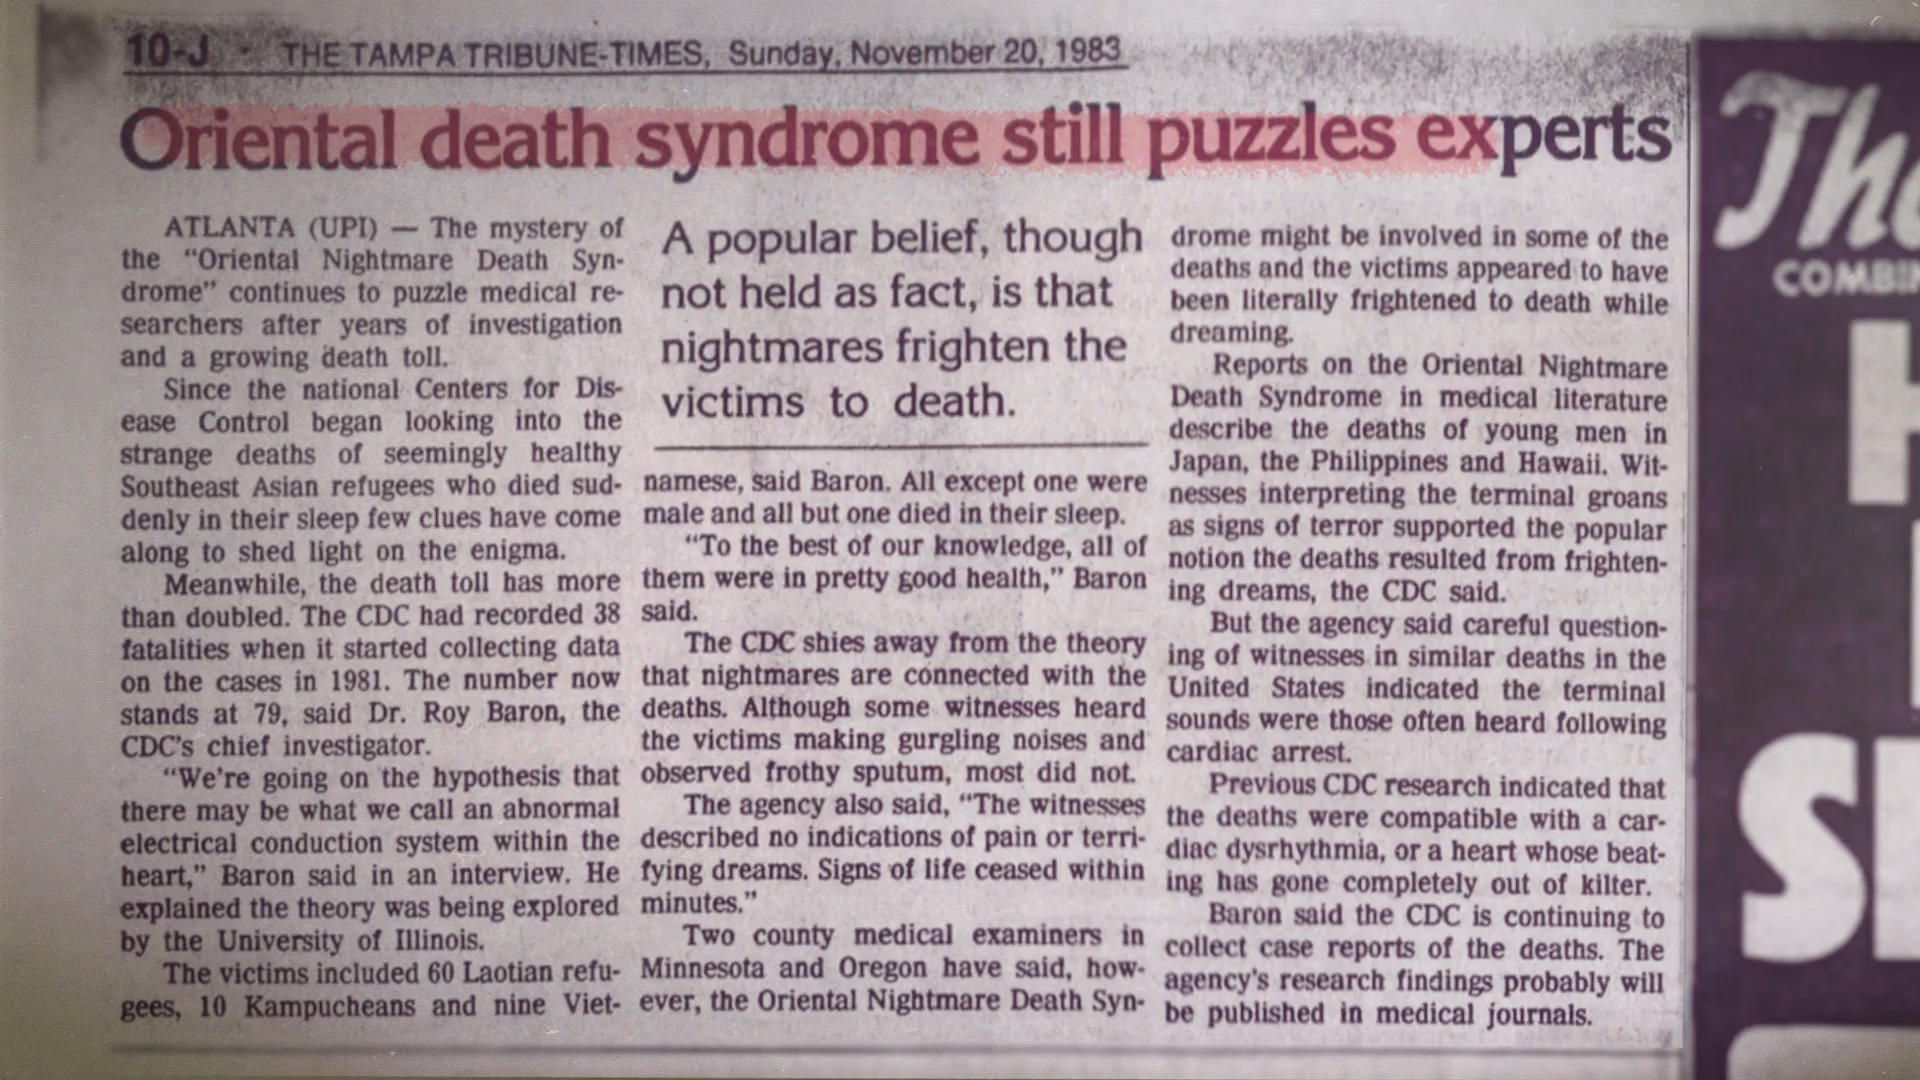 10-J · THE TAMPA TRIBUNE-TIMES, Sunday, November 20, 1983
Oriental death syndrome still puzzles experts
ATLANTA (UPI) — The mystery of
the “Oriental Nightmare Death Syn-
drome” continues to puzzle medical re-
searchers after years of investigation
and a growing death toll.
Since the national Centers for Dis-
ease Control began looking into the
strange deaths of seemingly healthy
Southeast Asian refugees who died sud-
denly in their sleep few clues have come
along to shed light on the enigma.
Meanwhile, the death toll has more
than doubled. The CDC had recorded 38
fatalities when it started collecting data
on the cases in 1981. The number now
stands at 79, said Dr. Roy Baron, the
CDC's chief investigator.
“We're going on the hypothesis that
there may be what we call an abnormal
electrical conduction system within the
heart,” Baron said in an interview. He
explained the theory was being explored
by the University of Illinois.
The victims included 60 Laotian refu-
gees, 10 Kampucheans and nine Viet-
A popular belief, though
not held as fact, is that
nightmares frighten the
victims to death.
namese, said Baron. All except one were
male and all but one died in their sleep.
“To the best of our knowledge, all of
them were in pretty good health,” Baron
said.
The CDC shies away from the theory
that nightmares are connected with the
deaths. Although some witnesses heard
the victims making gurgling noises and
observed frothy sputum, most did not.
The agency also said, “The witnesses
described no indications of pain or terri-
fying dreams. Signs of life ceased within
minutes.”
Two county medical examiners in
Minnesota and Oregon have said, how-
ever, the Oriental Nightmare Death Syn-
drome might be involved in some of the
deaths and the victims appeared to have
been literally frightened to death while
dreaming.
Reports on the Oriental Nightmare
Death Syndrome in medical literature
describe the deaths of young men in
Japan, the Philippines and Hawaii. Wit-
nesses interpreting the terminal groans
as signs of terror supported the popular
notion the deaths resulted from frighten-
ing dreams, the CDC said.
But the agency said careful question-
ing of witnesses in similar deaths in the
United States indicated the terminal
sounds were those often heard following
cardiac arrest.
Previous CDC research indicated that
the deaths were compatible with a car-
diac dysrhythmia, or a heart whose beat-
ing has gone completely out of kilter.
Baron said the CDC is continuing to
collect case reports of the deaths. The
agency's research findings probably will
be published in medical journals.